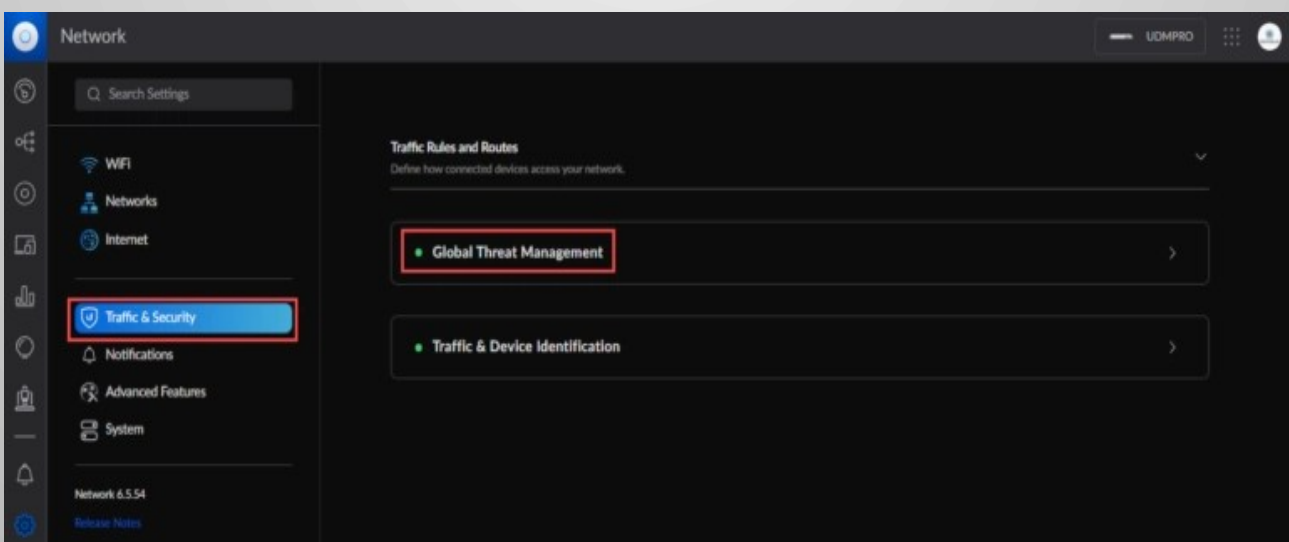 Network
UDMPRO
Search Settings
WiFi
Networks
Internet
Traffic & Security
Notifications
Advanced Features
System
Network 6.5.54
Release Notes
Traffic Rules and Routes
Define how connected devices access your network.
Global Threat Management
Traffic & Device Identification